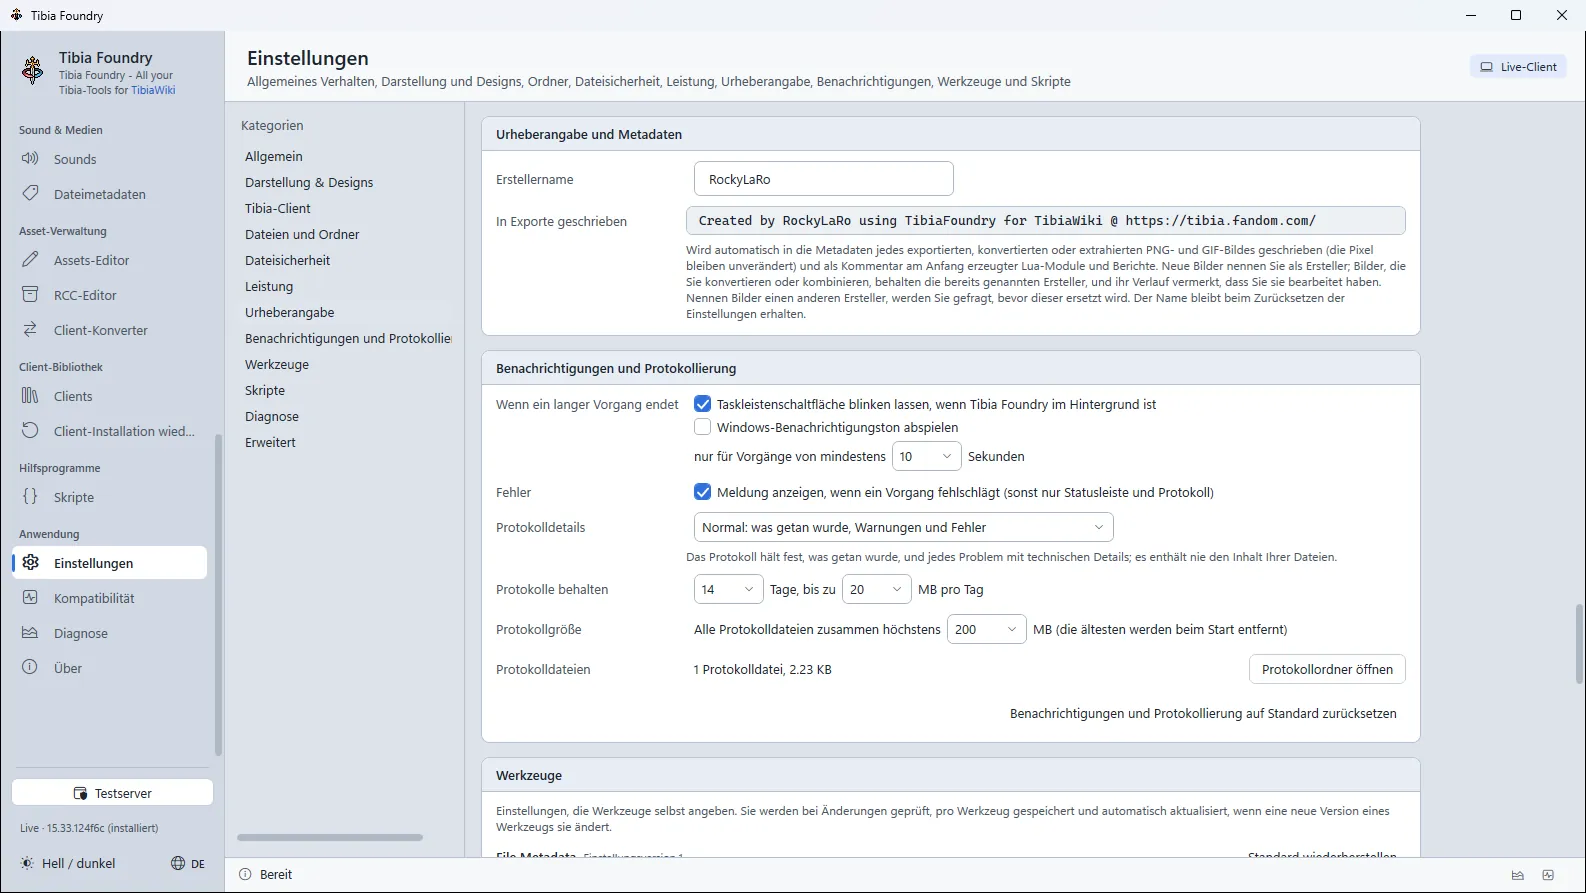 Tibia Foundry
Tibia Foundry
Tibia Foundry - All your
Tibia-Tools for TibiaWiki
Sound & Medien
Sounds
Dateimetadaten
Asset-Verwaltung
Assets-Editor
RCC-Editor
Client-Konverter
Client-Bibliothek
Clients
Client-Installation wied...
Hilfsprogramme
Skripte
Anwendung
Einstellungen
Kompatibilität
Diagnose
Über
Testserver
Live · 15.33.124f6c (installiert)
Hell / dunkel
DE
Einstellungen
Allgemeines Verhalten, Darstellung und Designs, Ordner, Dateisicherheit, Leistung, Urheberangabe, Benachrichtigungen, Werkzeuge und Skripte
Live-Client
Kategorien
Allgemein
Darstellung & Designs
Tibia-Client
Dateien und Ordner
Dateisicherheit
Leistung
Urheberangabe
Benachrichtigungen und Protokollier
Werkzeuge
Skripte
Diagnose
Erweitert
Urheberangabe und Metadaten
Erstellername
RockyLaRo
In Exporte geschrieben
Created by RockyLaRo using TibiaFoundry for TibiaWiki @ https://tibia.fandom.com/
Wird automatisch in die Metadaten jedes exportierten, konvertierten oder extrahierten PNG- und GIF-Bildes geschrieben (die Pixel
bleiben unverändert) und als Kommentar am Anfang erzeugter Lua-Module und Berichte. Neue Bilder nennen Sie als Ersteller; Bilder, die
Sie konvertieren oder kombinieren, behalten die bereits genannten Ersteller, und ihr Verlauf vermerkt, dass Sie sie bearbeitet haben.
Nennen Bilder einen anderen Ersteller, werden Sie gefragt, bevor dieser ersetzt wird. Der Name bleibt beim Zurücksetzen der
Einstellungen erhalten.
Benachrichtigungen und Protokollierung
Wenn ein langer Vorgang endet
Taskleistenschaltfläche blinken lassen, wenn Tibia Foundry im Hintergrund ist
Windows-Benachrichtigungston abspielen
nur für Vorgänge von mindestens 10 Sekunden
Fehler
Meldung anzeigen, wenn ein Vorgang fehlschlägt (sonst nur Statusleiste und Protokoll)
Protokolldetails
Normal: was getan wurde, Warnungen und Fehler
Das Protokoll hält fest, was getan wurde, und jedes Problem mit technischen Details; es enthält nie den Inhalt Ihrer Dateien.
Protokolle behalten
14 Tage, bis zu 20 MB pro Tag
Protokollgröße
Alle Protokolldateien zusammen höchstens 200 MB (die ältesten werden beim Start entfernt)
Protokolldateien
1 Protokolldatei, 2.23 KB
Protokollordner öffnen
Benachrichtigungen und Protokollierung auf Standard zurücksetzen
Werkzeuge
Einstellungen, die Werkzeuge selbst angeben. Sie werden bei Änderungen geprüft, pro Werkzeug gespeichert und automatisch aktualisiert, wenn eine neue Version eines
Werkzeugs sie ändert.
File Metadata Einstellungsversion 1
Standard wiederherstellen
Bereit